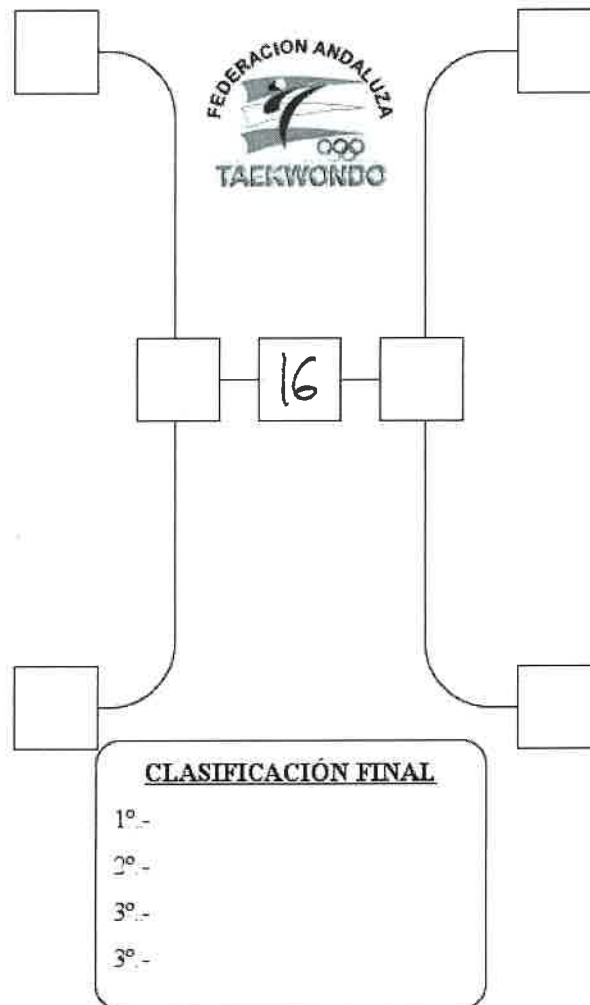 FEDERACION ANDALUZA
TAEKWONDO
16
CLASIFICACIÓN FINAL
1º.-
2º.-
3º.-
3º.-